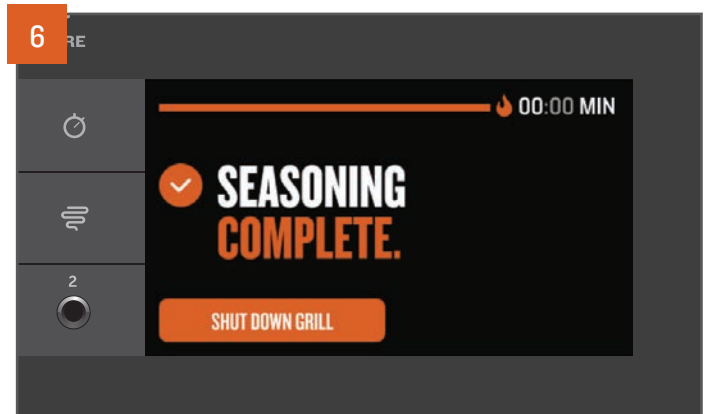 6
RE
00:00 MIN
SEASONING
COMPLETE.
2
SHUT DOWN GRILL